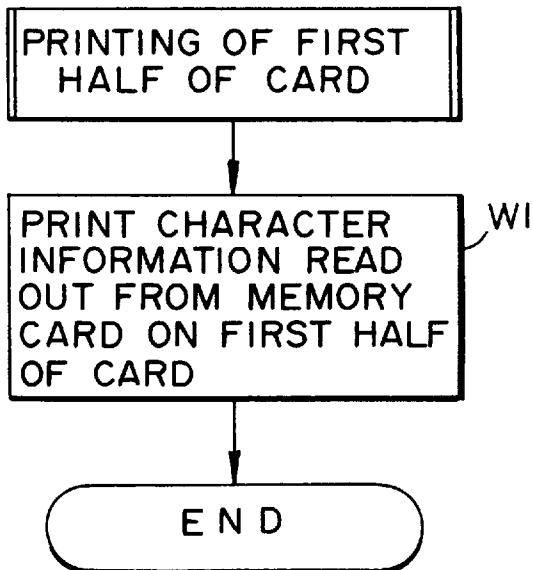 PRINTING OF FIRST
HALF OF CARD
PRINT CHARACTER
INFORMATION READ
OUT FROM MEMORY
CARD ON FIRST HALF
OF CARD
W1
END